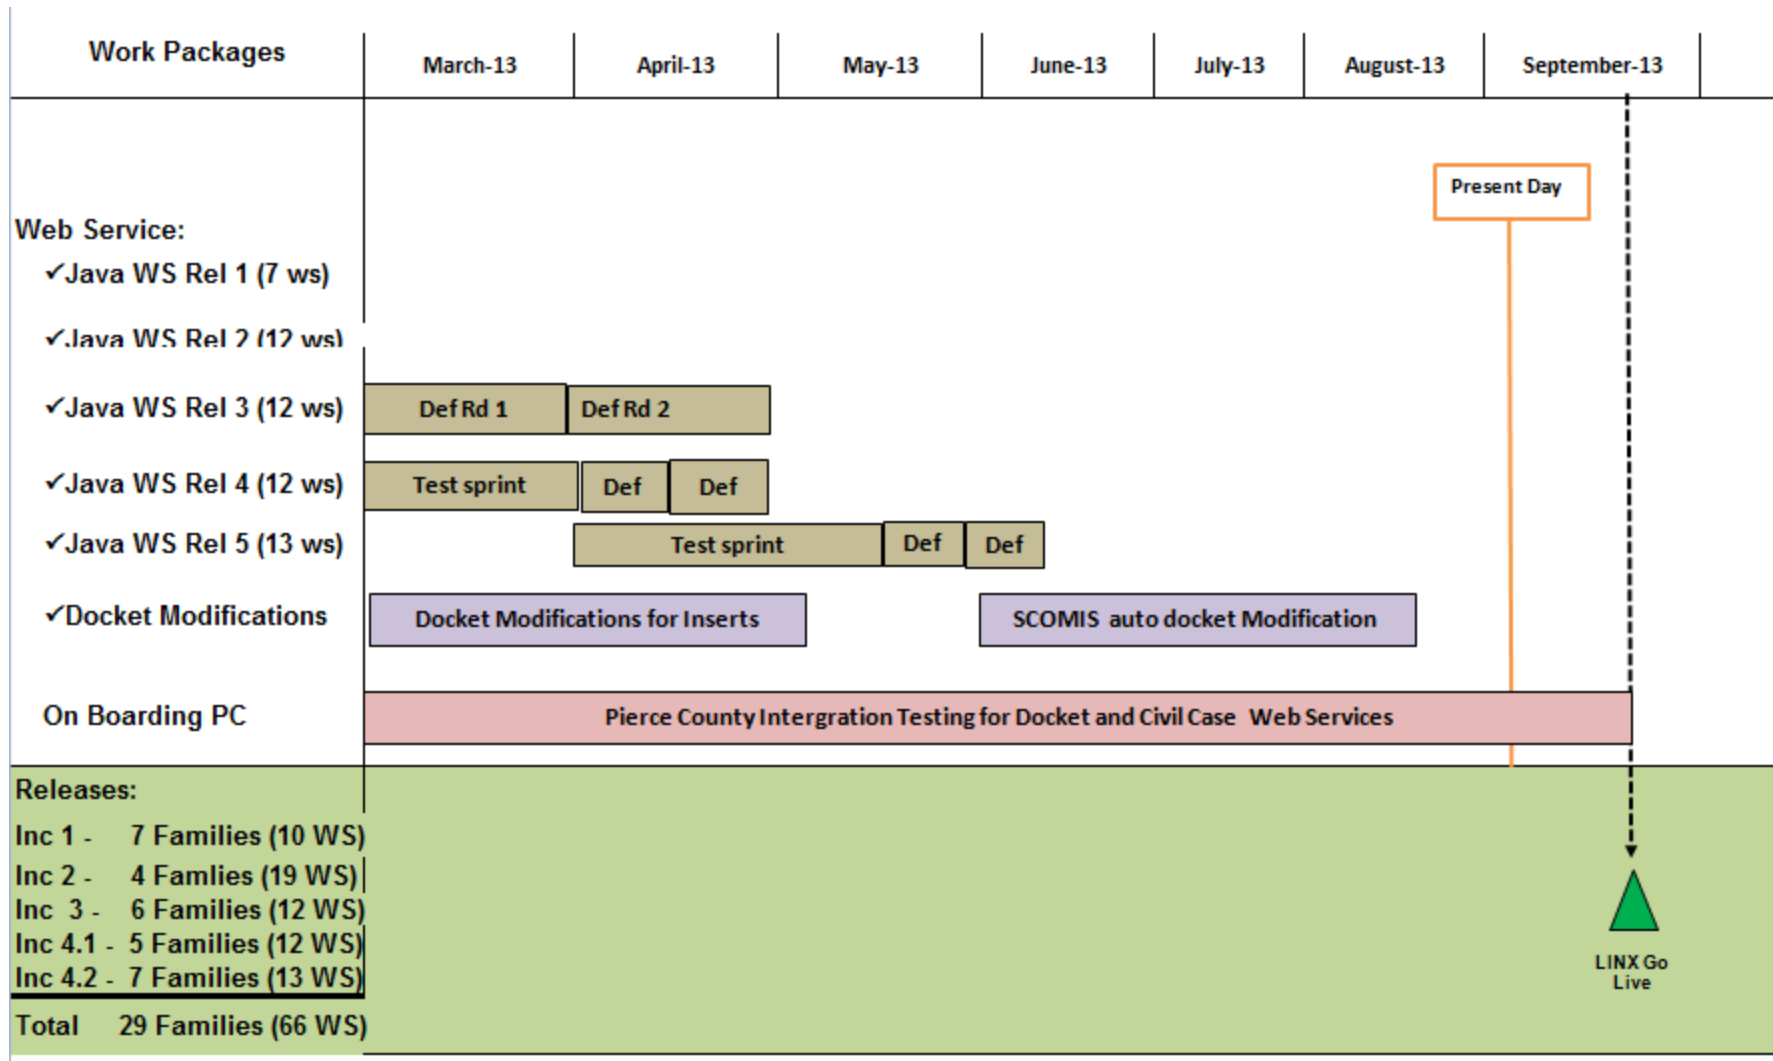 Work Packages
March-13 April-13 May-13 June-13 July-13 August-13 September-13
Present Day
Web Service:
✓Java WS Rel 1 (7 ws)
✓Java WS Rel 2 (12 ws)
✓Java WS Rel 3 (12 ws) Def Rd 1 Def Rd 2
✓Java WS Rel 4 (12 ws) Test sprint Def Def
✓Java WS Rel 5 (13 ws) Test sprint Def Def
✓Docket Modifications Docket Modifications for Inserts SCOMIS auto docket Modification
On Boarding PC Pierce County Intergration Testing for Docket and Civil Case Web Services
Releases:
Inc 1 - 7 Families (10 WS)
Inc 2 - 4 Famlies (19 WS)
Inc 3 - 6 Families (12 WS)
Inc 4.1 - 5 Families (12 WS)
Inc 4.2 - 7 Families (13 WS)
Total 29 Families (66 WS)
LINX Go
Live